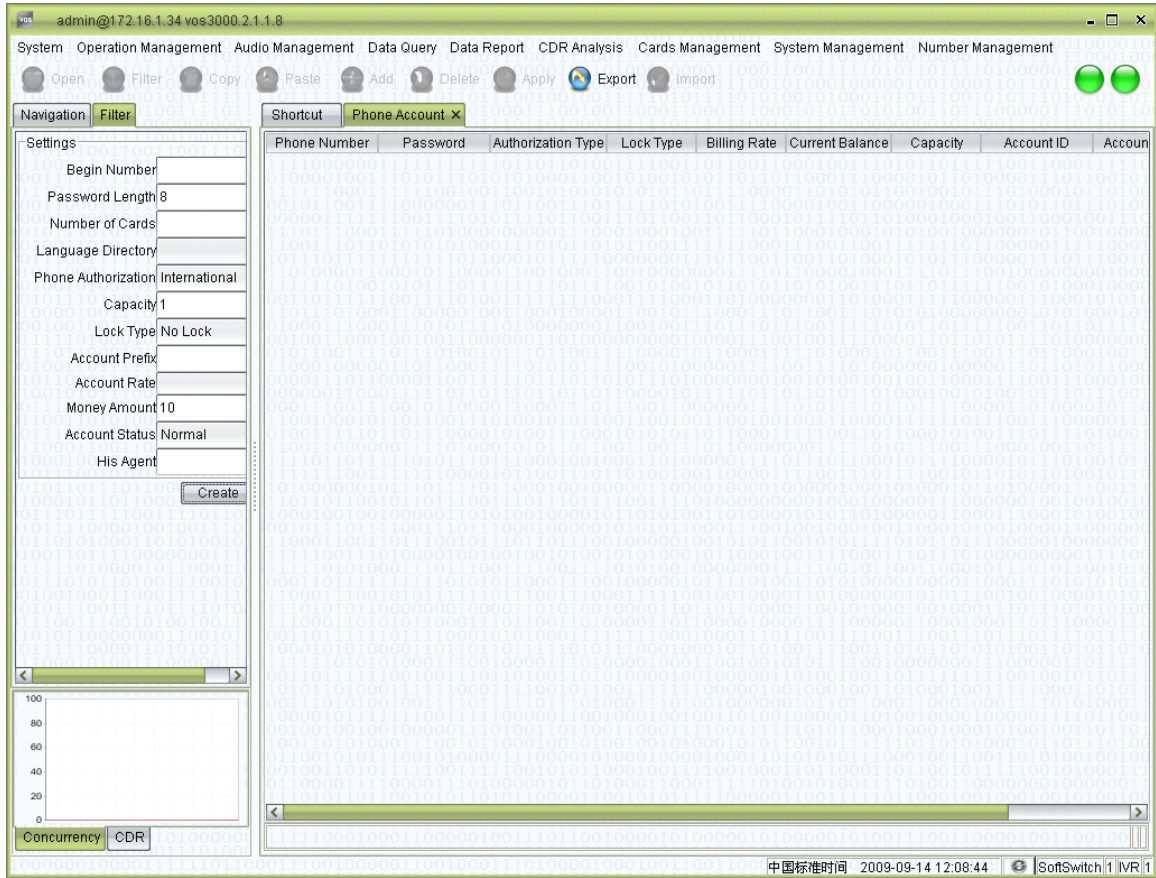 vos admin@172.16.1.34 vos3000.2.1.1.8
System Operation Management Audio Management Data Query Data Report CDR Analysis Cards Management System Management Number Management
Open Filter Copy Paste Add Delete Apply Export Import
Navigation Filter
Shortcut Phone Account ×
Settings
Begin Number
Password Length 8
Number of Cards
Language Directory
Phone Authorization International
Capacity 1
Lock Type No Lock
Account Prefix
Account Rate
Money Amount 10
Account Status Normal
His Agent
Create
Phone Number Password Authorization Type Lock Type Billing Rate Current Balance Capacity Account ID Accoun
100
80
60
40
20
0
Concurrency CDR
中国标准时间 2009-09-14 12:08:44 SoftSwitch 1 IVR 1